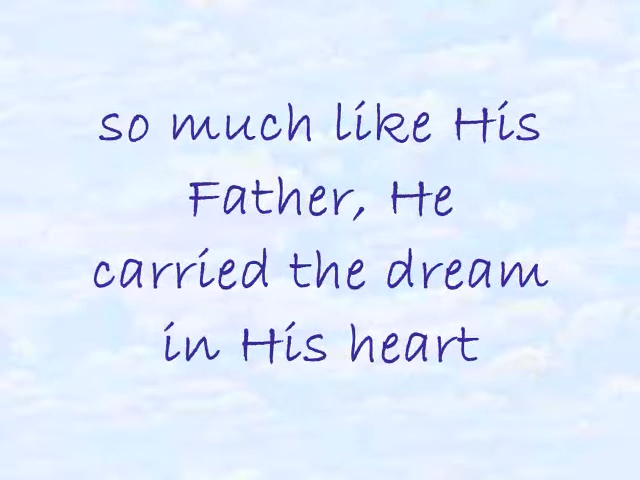 so much like His
Father, He
carried the dream
in His heart